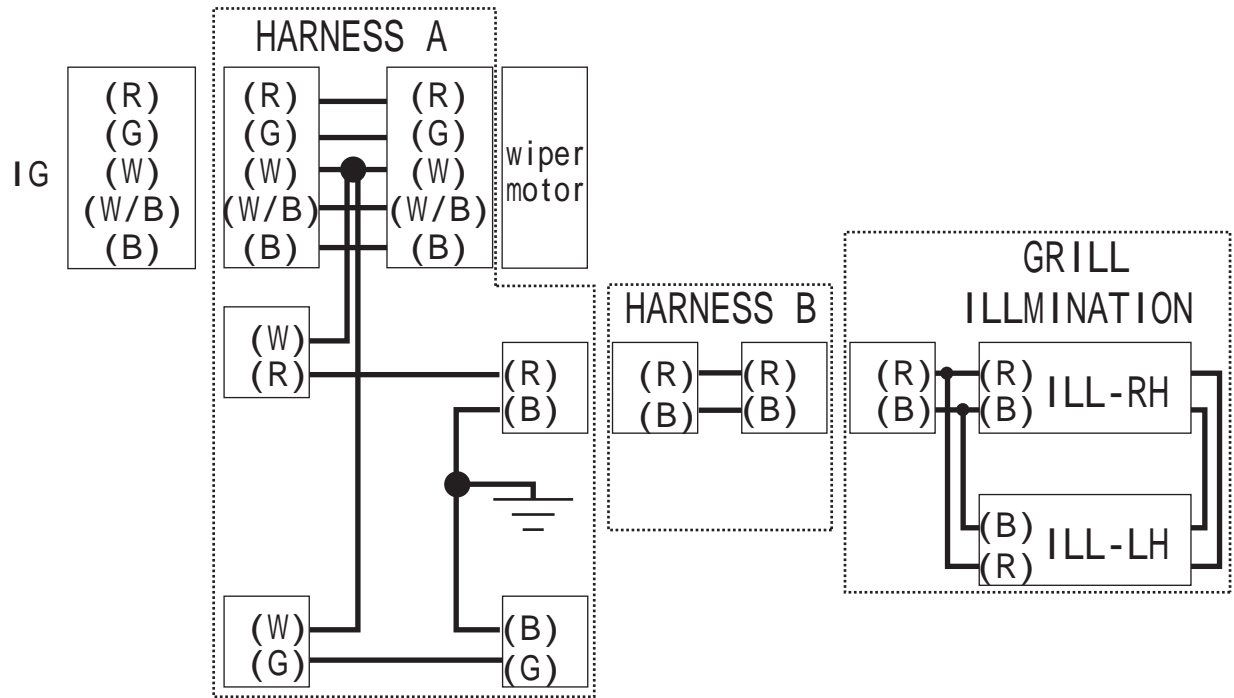 HARNESS A
IG
(R)
(G)
(W)
(W/B)
(B)
(R)
(G)
(W)
(W/B)
(B)
(R)
(G)
(W)
(W/B)
(B)
wiper
motor
(W)
(R)
(R)
(B)
(W)
(G)
(B)
(G)
HARNESS B
(R)
(B)
(R)
(B)
GRILL
ILLMINATION
(R)
(B)
(R)
(B)
ILL-RH
(B)
(R)
ILL-LH